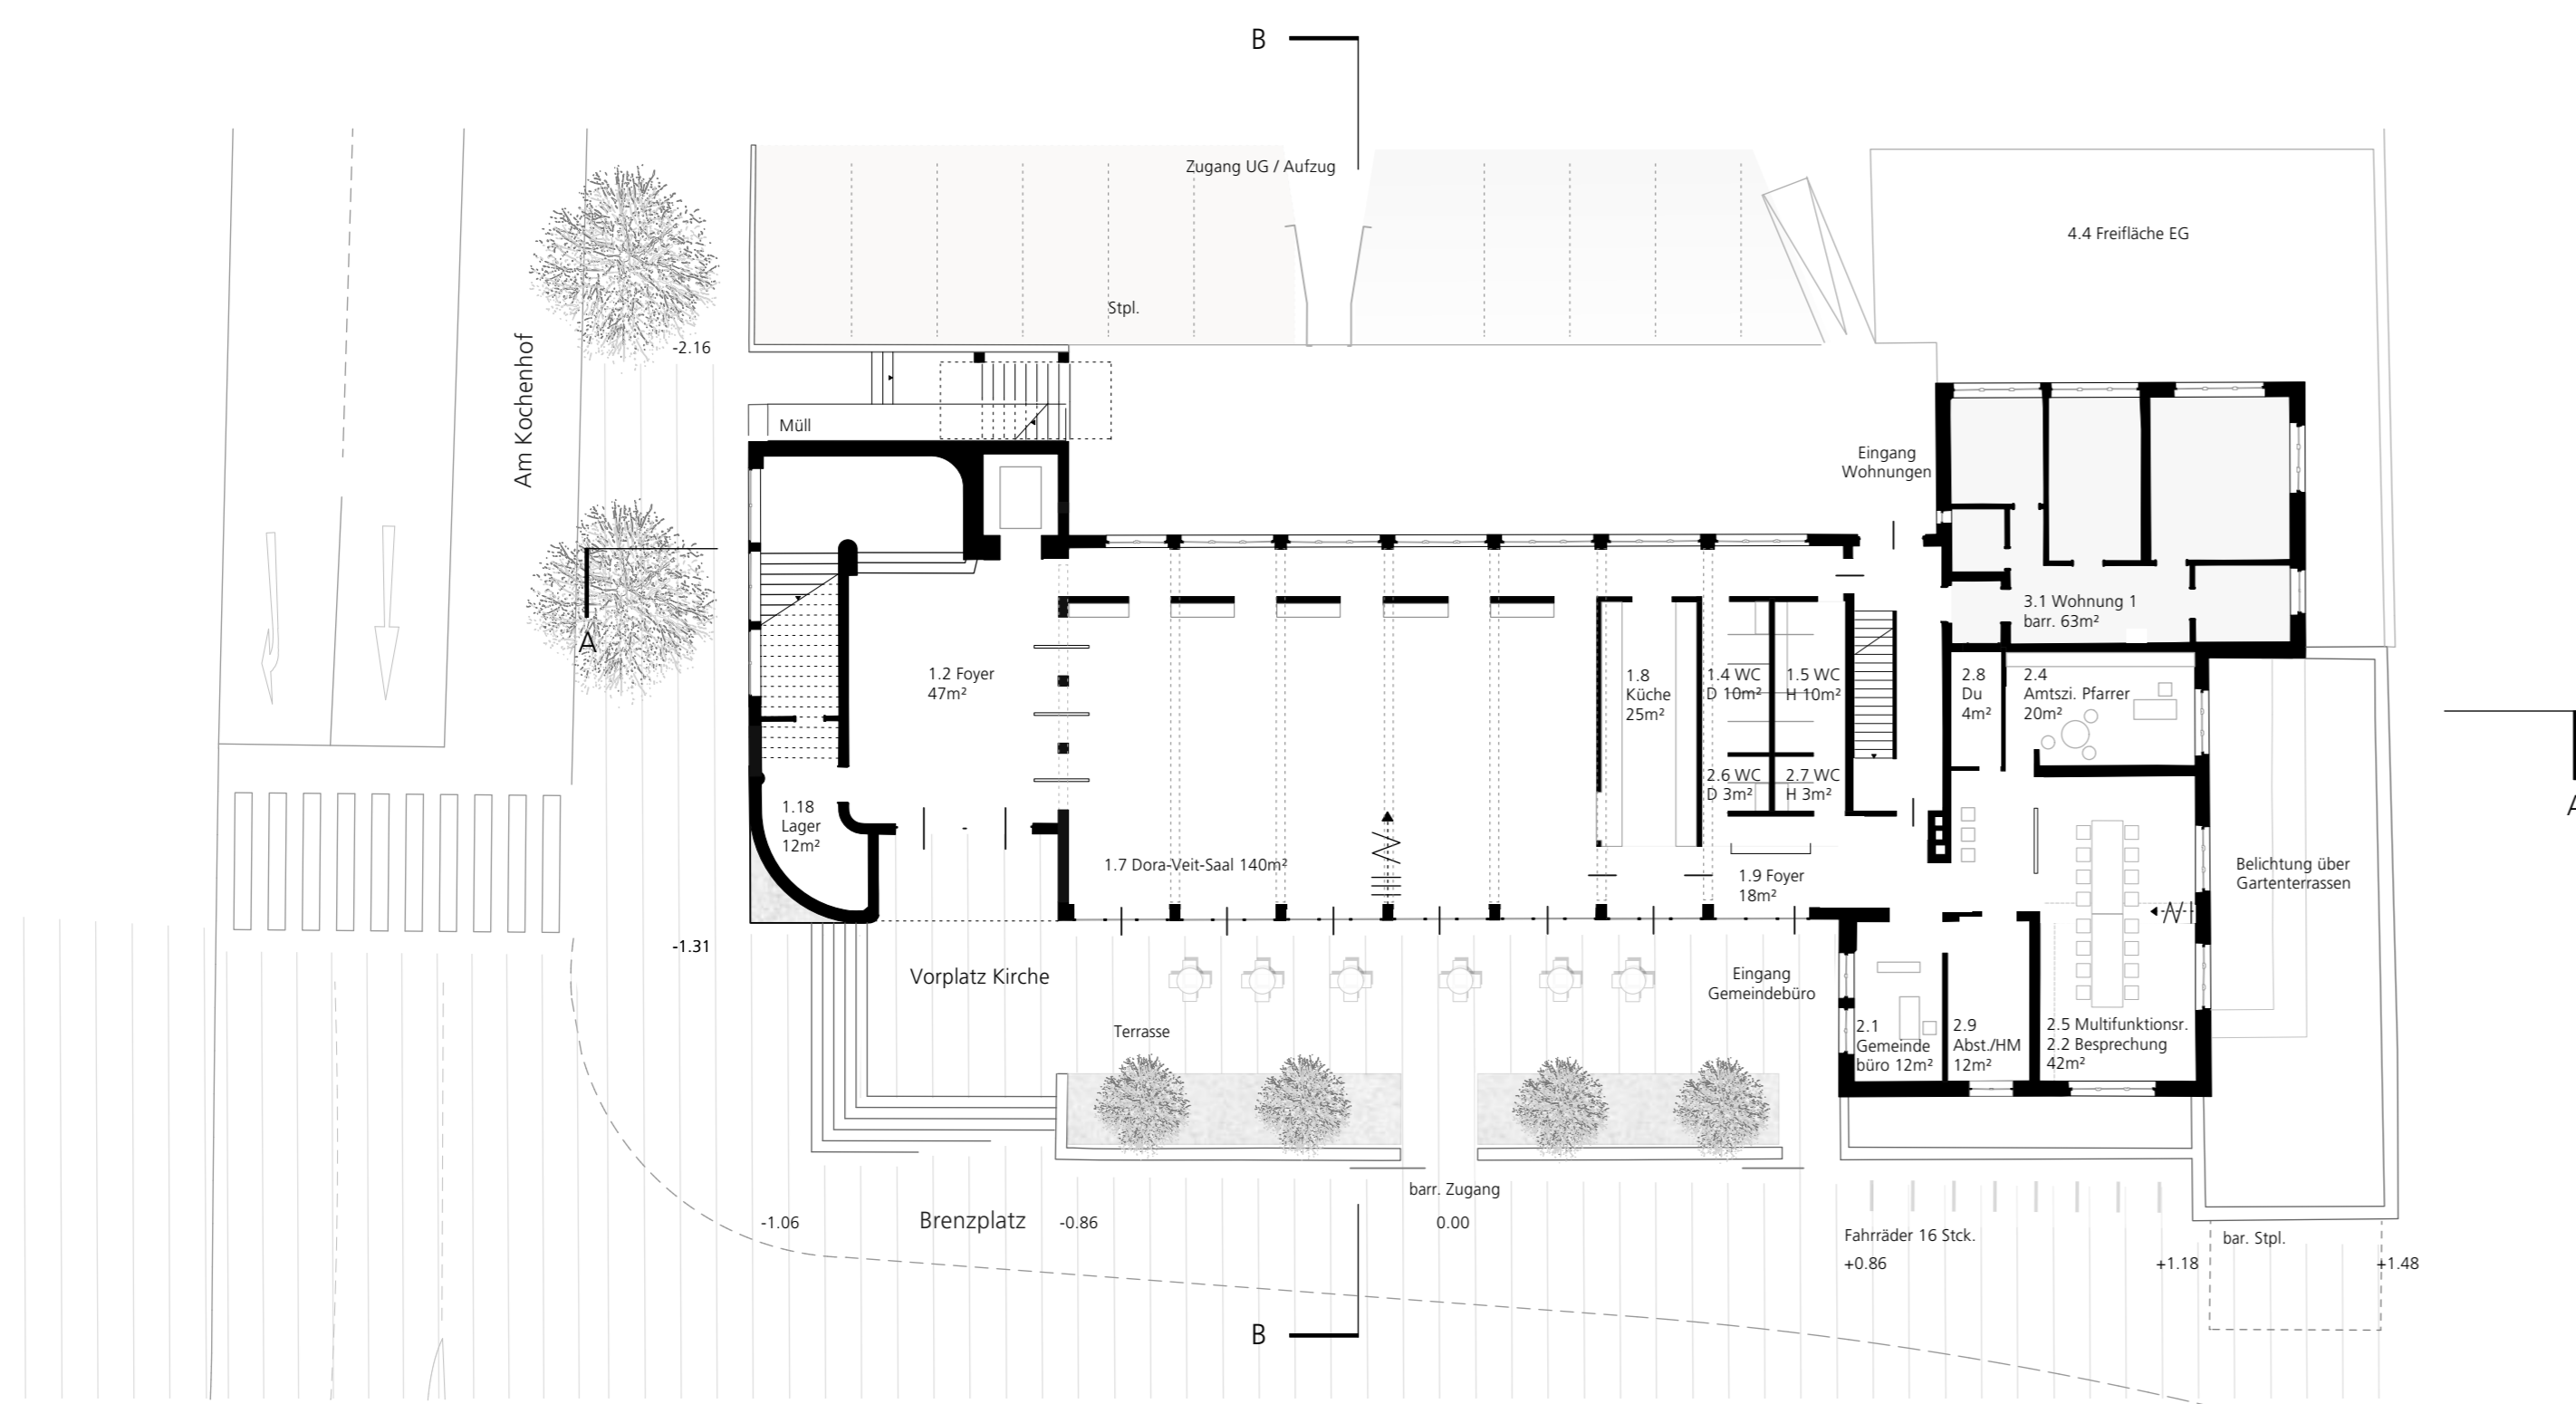 B
Zugang UG / Aufzug
4.4 Freifläche EG
Stpl.
Am Kochenhof
-2.16
Müll
Eingang
Wohnungen
A
3.1 Wohnung 1
barr. 63m²
1.2 Foyer
47m²
1.8
Küche
25m²
1.4 WC
D 10m²
1.5 WC
H 10m²
2.8
Du
4m²
2.4
Amtszi. Pfarrer
20m²
2.6 WC
D 3m²
2.7 WC
H 3m²
A
1.18
Lager
12m²
1.7 Dora-Veit-Saal 140m²
1.9 Foyer
18m²
Belichtung über
Gartenterrassen
-1.31
Vorplatz Kirche
Eingang
Gemeindebüro
Terrasse
2.1
Gemeinde
büro 12m²
2.9
Abst./HM
12m²
2.5 Multifunktionsr.
2.2 Besprechung
42m²
barr. Zugang
-1.06
Brenzplatz
-0.86
0.00
Fahrräder 16 Stck.
bar. Stpl.
+0.86
+1.18
+1.48
B